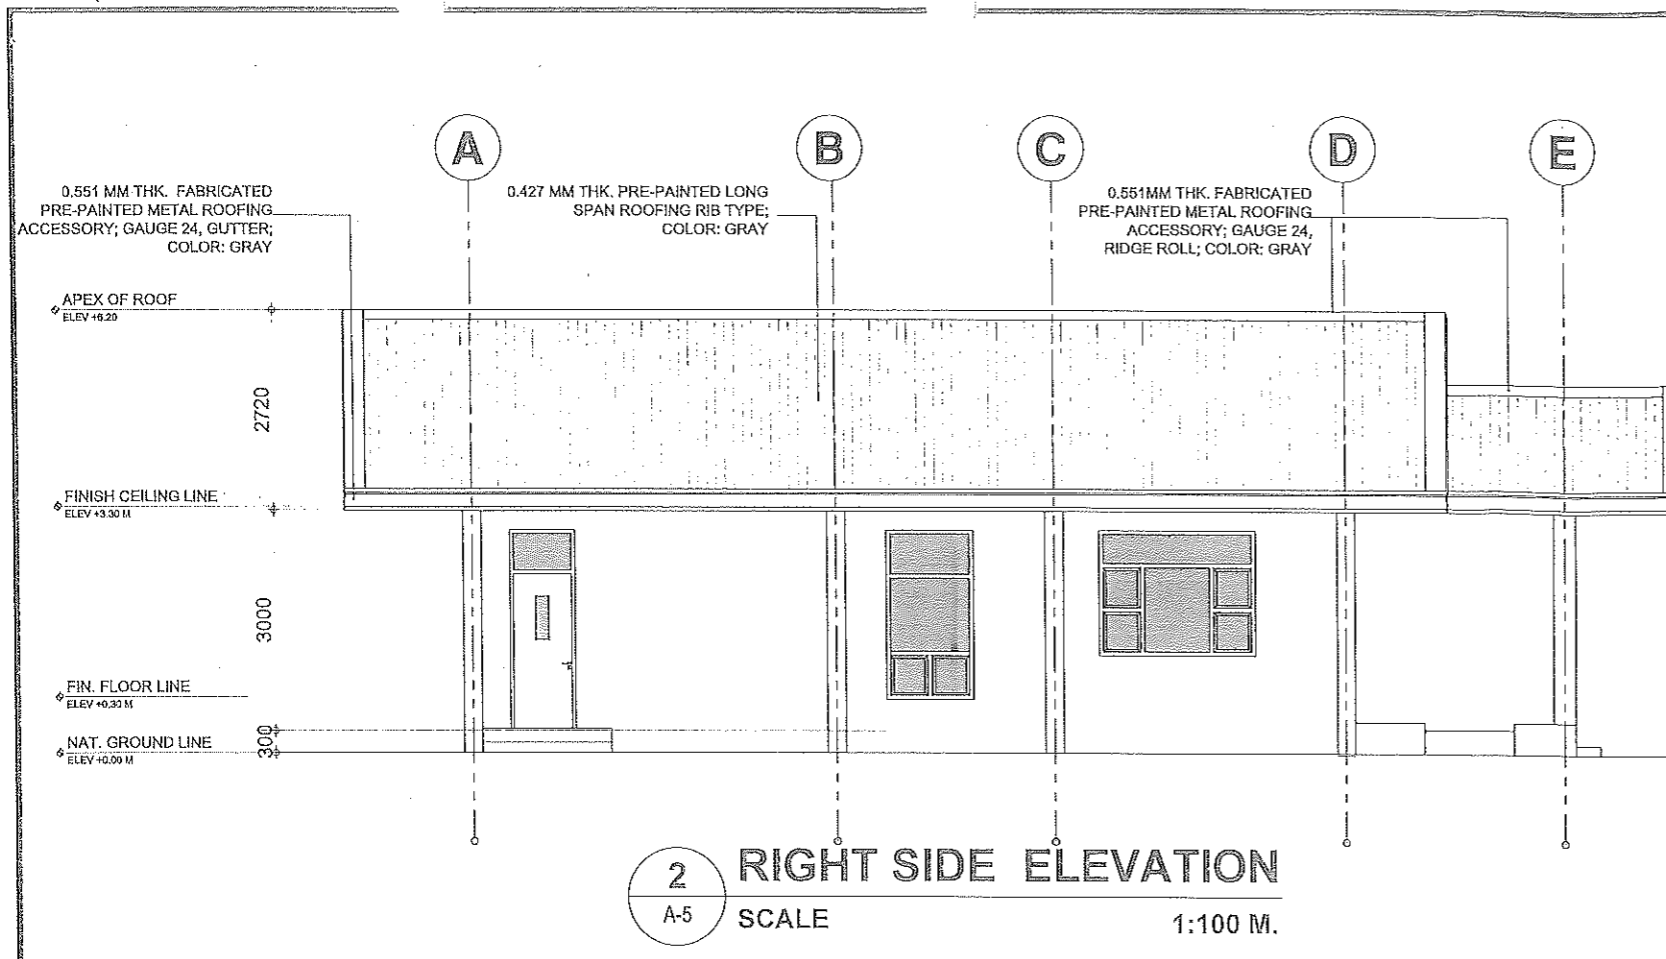 A
B
C
D
E
0.551 MM THK. FABRICATED
PRE-PAINTED METAL ROOFING
ACCESSORY; GAUGE 24, GUTTER;
COLOR: GRAY
0.427 MM THK. PRE-PAINTED LONG
SPAN ROOFING RIB TYPE;
COLOR: GRAY
0.551MM THK. FABRICATED
PRE-PAINTED METAL ROOFING
ACCESSORY; GAUGE 24,
RIDGE ROLL; COLOR: GRAY
APEX OF ROOF
ELEV +6.20
2720
FINISH CEILING LINE
ELEV +3.30 M
3000
FIN. FLOOR LINE
ELEV +0.30 M
300
NAT. GROUND LINE
ELEV +0.00 M
2
A-5
RIGHT SIDE ELEVATION
SCALE
1:100 M.